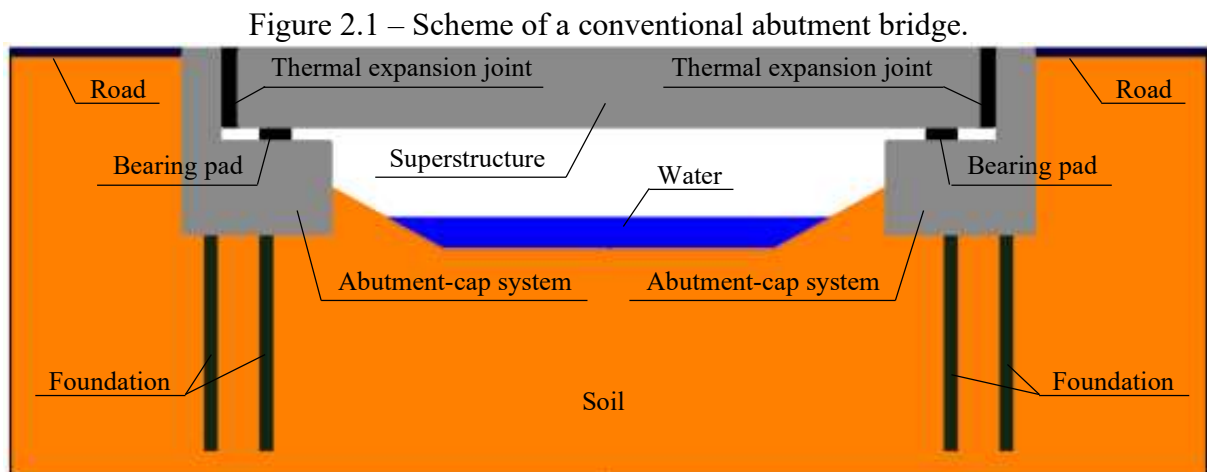 Figure 2.1 – Scheme of a conventional abutment bridge.
Thermal expansion joint
Thermal expansion joint
Road
Road
Bearing pad
Superstructure
Bearing pad
Water
Abutment-cap system
Abutment-cap system
Foundation
Foundation
Soil